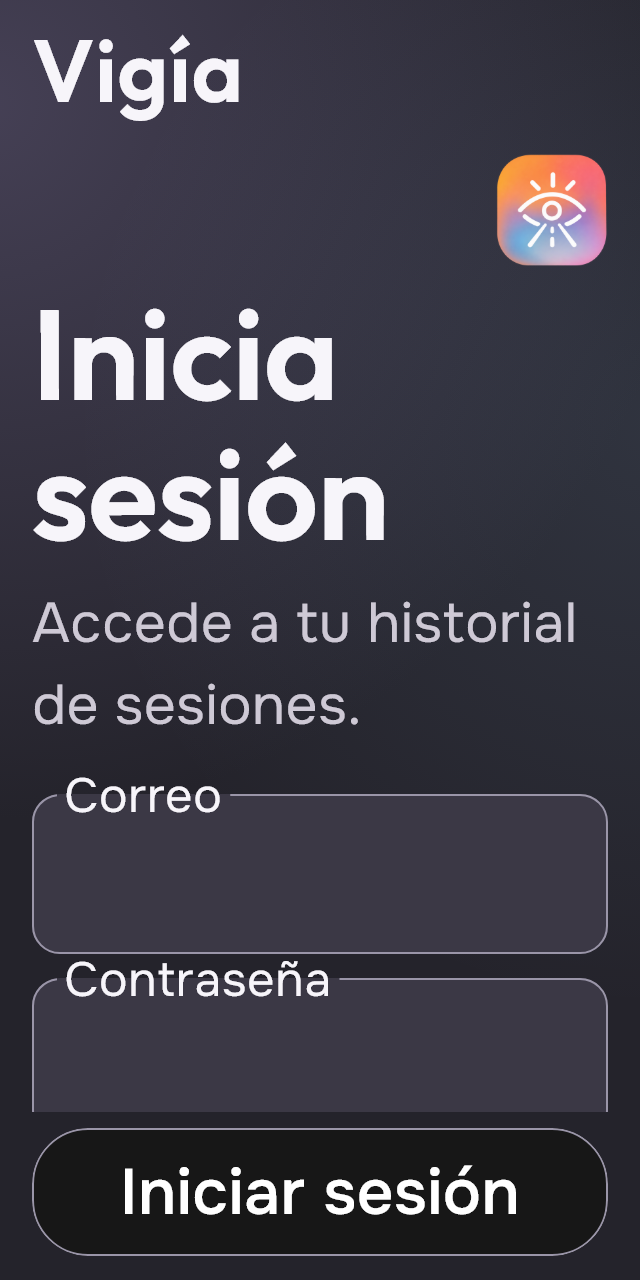 Vigía
Inicia
sesión
Accede a tu historial
de sesiones.
Correo
Contraseña
Iniciar sesión